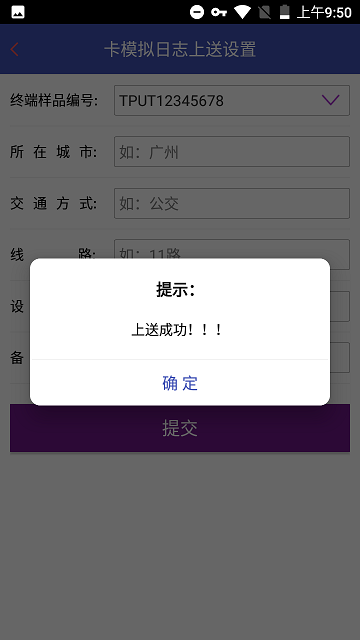 上午9:50
卡模拟日志上送设置
终端样品编号: TPUT12345678
所在城市: 如：广州
交通方式: 如：公交
线路: 如：11路
设
备
提示：
上送成功！！！
确定
提交